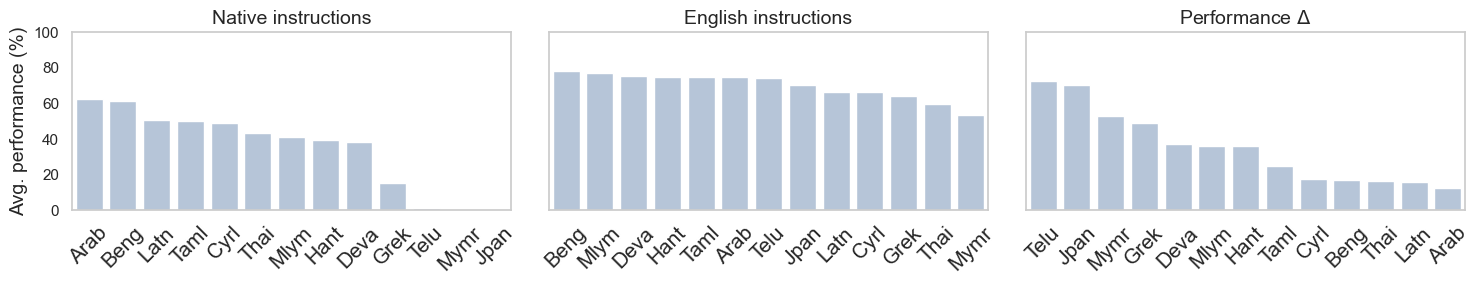 Native instructions
English instructions
Performance Δ
Avg. performance (%)
100
80
60
40
20
0
Arab Beng Latn Taml Cyrl Thai Mlym Hant Deva Grek Telu Mymr Jpan
Beng Mlym Deva Hant Taml Arab Telu Jpan Latn Cyrl Grek Thai Mymr
Telu Jpan Mymr Grek Deva Mlym Hant Taml Cyrl Beng Thai Latn Arab